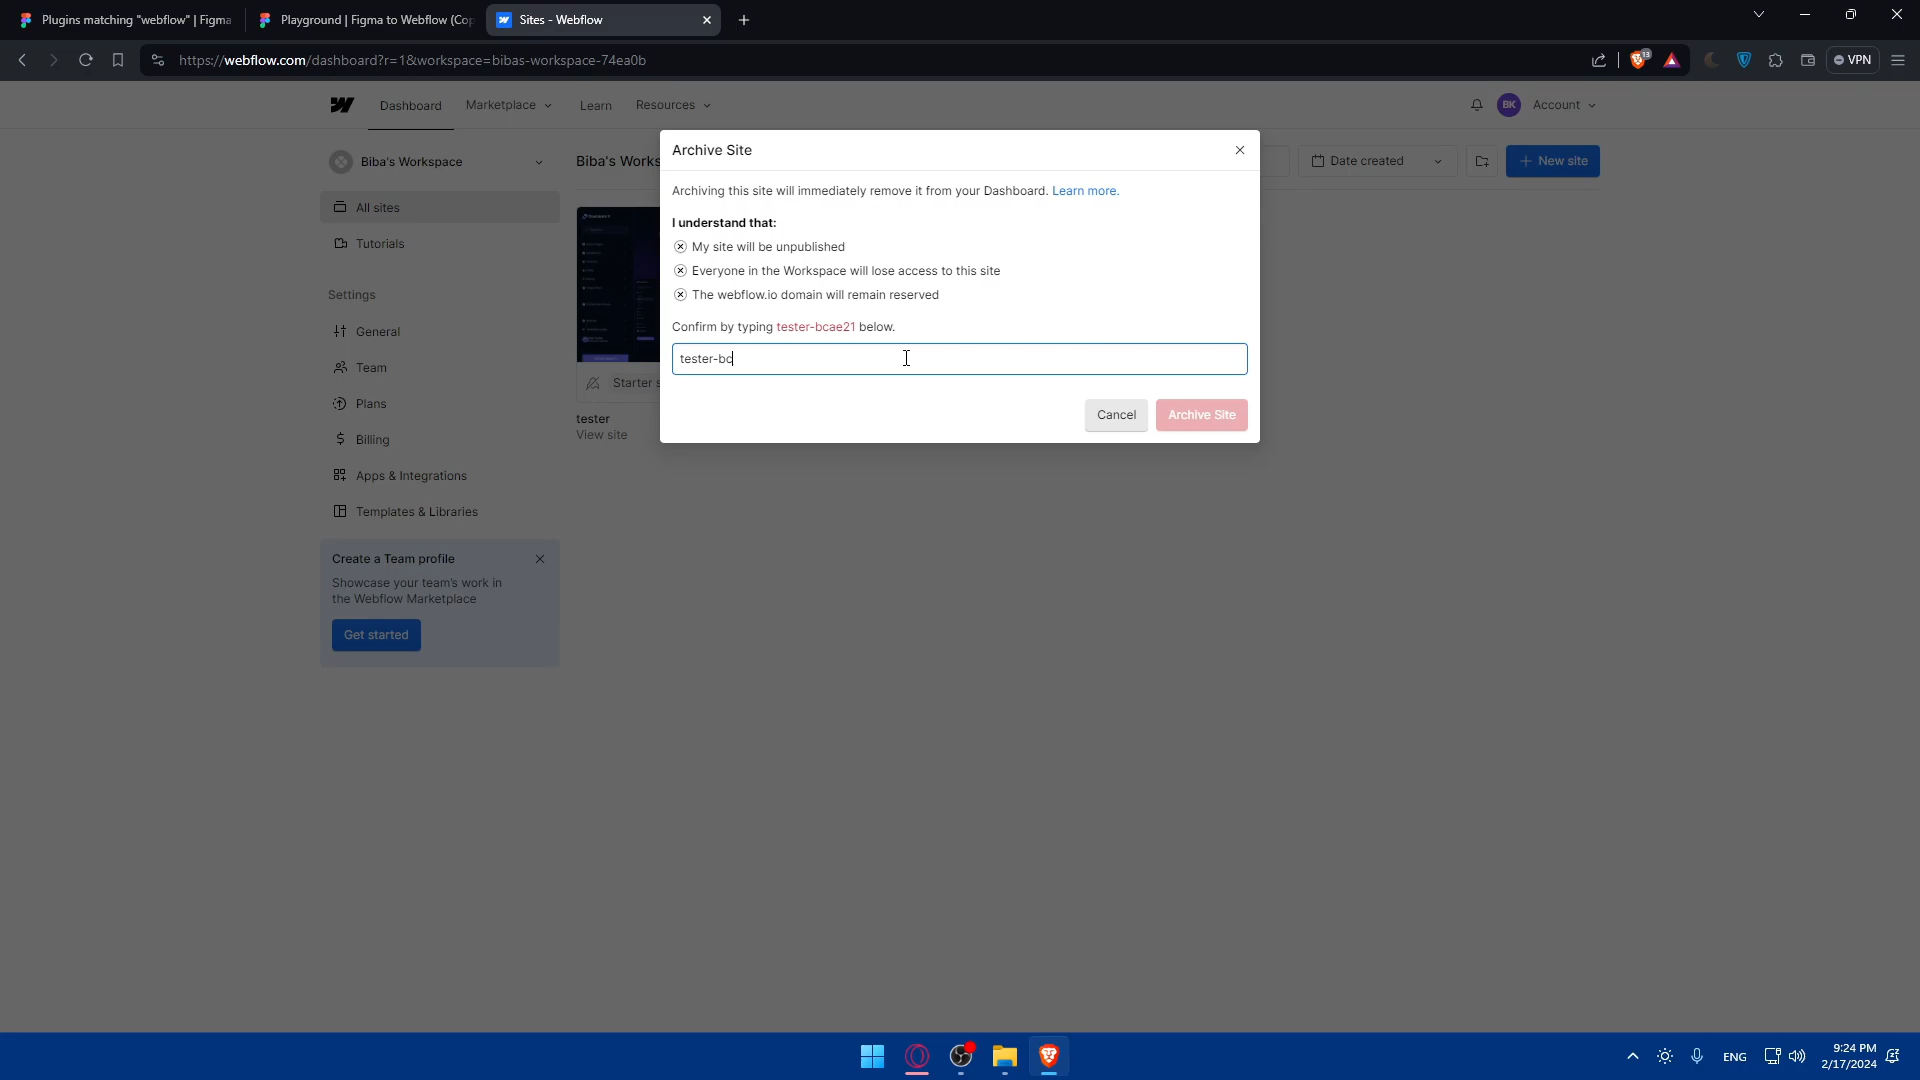 Plugins matching "webflow" | Figma
Playground | Figma to Webflow (Cop
Sites - Webflow
https://webflow.com/dashboard?r=1&workspace=bibas-workspace-74ea0b
13
VPN
Dashboard
Marketplace
Learn
Resources
BK
Account
Biba's Workspace
Biba's Works
Date created
New site
All sites
Tutorials
Settings
General
Team
Plans
Billing
Apps & Integrations
Templates & Libraries
Create a Team profile
Showcase your team's work in
the Webflow Marketplace
Get started
Starter s
tester
View site
Archive Site
Archiving this site will immediately remove it from your Dashboard. Learn more.
I understand that:
My site will be unpublished
Everyone in the Workspace will lose access to this site
The webflow.io domain will remain reserved
Confirm by typing tester-bcae21 below.
tester-bc
Cancel
Archive Site
ENG
9:24 PM
2/17/2024